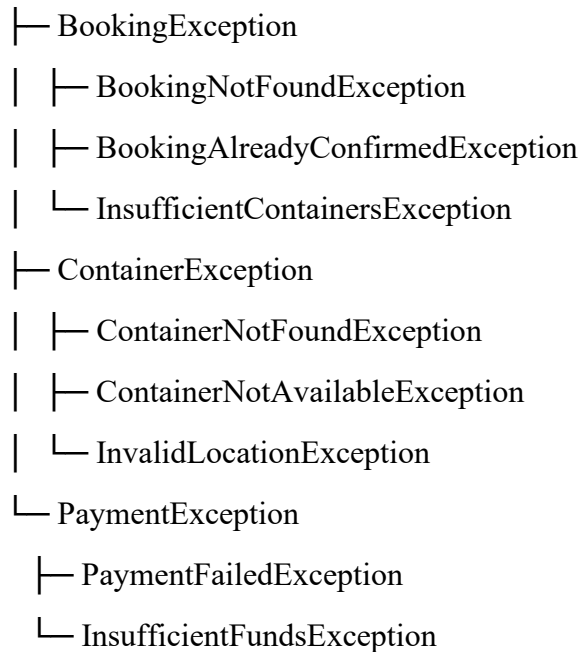 ├─ BookingException
│ ├─ BookingNotFoundException
│ ├─ BookingAlreadyConfirmedException
│ └─ InsufficientContainersException
├─ ContainerException
│ ├─ ContainerNotFoundException
│ ├─ ContainerNotAvailableException
│ └─ InvalidLocationException
└─ PaymentException
  ├─ PaymentFailedException
  └─ InsufficientFundsException